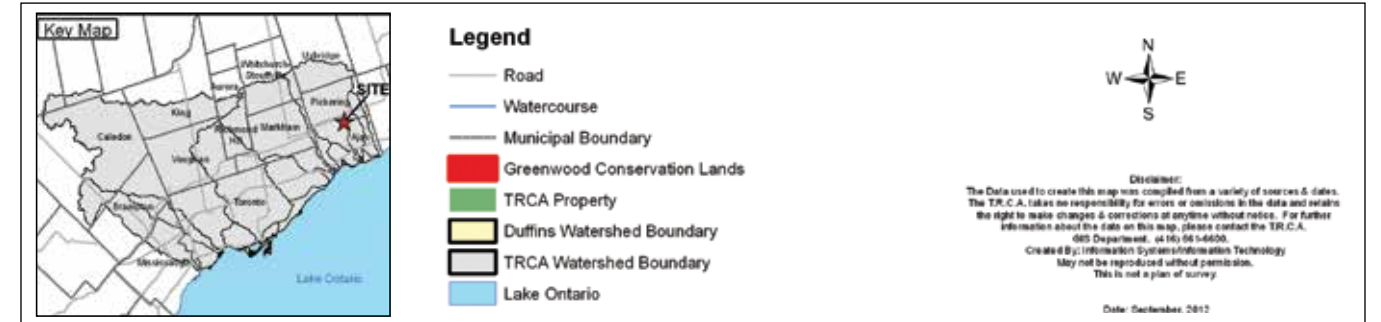 Key Map
Uxbridge
Whitchurch-
Stouffville
Aurora
SITE
Pickering
King
Richmond
Hill
Markham
Ajax
Caledon
Vaughan
Toronto
Brampton
Mississauga
Lake Ontario
Legend
Road
Watercourse
Municipal Boundary
Greenwood Conservation Lands
TRCA Property
Duffins Watershed Boundary
TRCA Watershed Boundary
Lake Ontario
N
W E
S
Disclaimer:
The Data used to create this map was compiled from a variety of sources & dates.
The T.R.C.A. takes no responsibility for errors or omissions in the data and retains
the right to make changes & corrections at anytime without notice. For further
information about the data on this map, please contact the T.R.C.A.
GIS Department. (416) 661-6600.
Created By: Information Systems/Information Technology
May not be reproduced without permission.
This is not a plan of survey.
Date: September, 2012